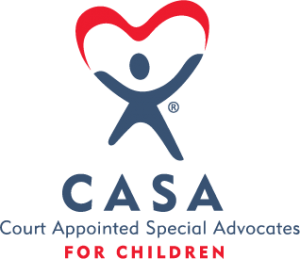 ®
CASA
Court Appointed Special Advocates
FOR CHILDREN